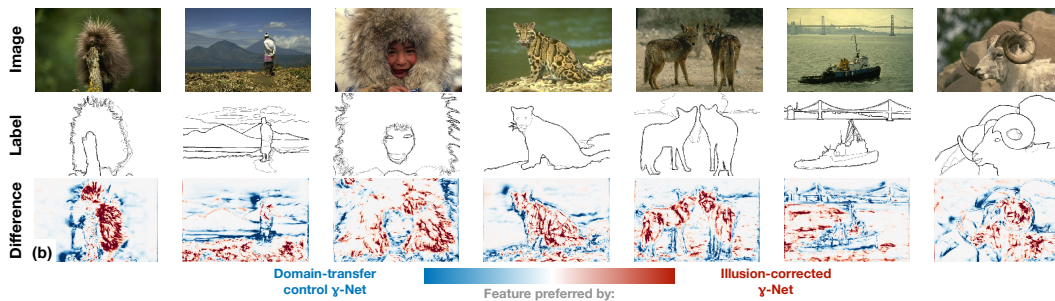 Image
Label
Difference
(b)
Domain-transfer
control γ-Net
Feature preferred by:
Illusion-corrected
γ-Net